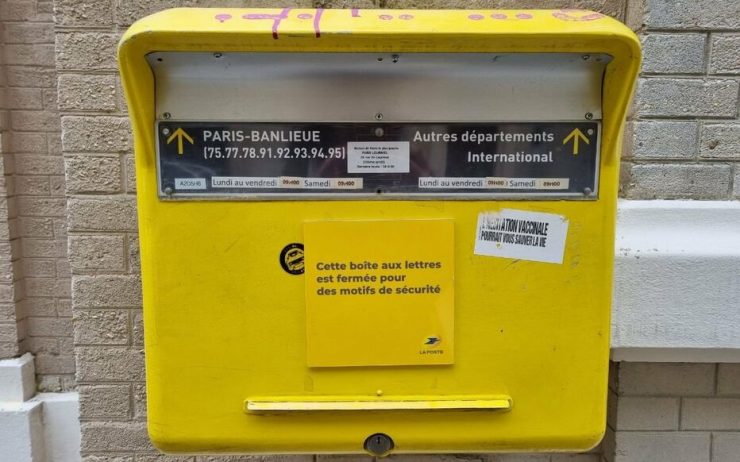 PARIS-BANLIEUE
(75.77.78.91.92.93.94.95)
Autres départements
International
Lundi au vendredi Samedi
Lundi au vendredi Samedi
VACCINALE
POURRAIT VOUS SAUVER LA VIE
Cette boîte aux lettres
est fermée pour
des motifs de sécurité
LA POSTE